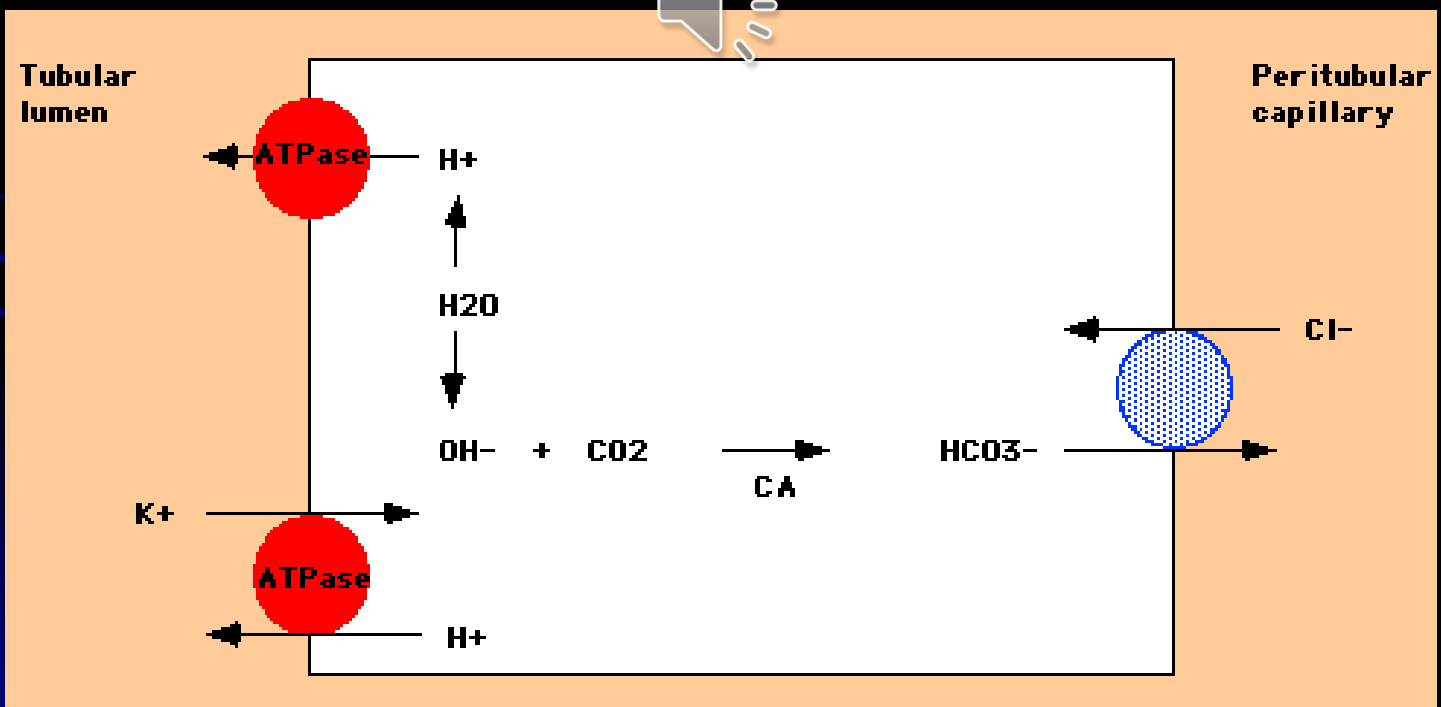 Tubular
lumen
Peritubular
capillary
ATPase
H+
H2O
Cl-
OH- + CO2
HCO3-
CA
K+
ATPase
H+